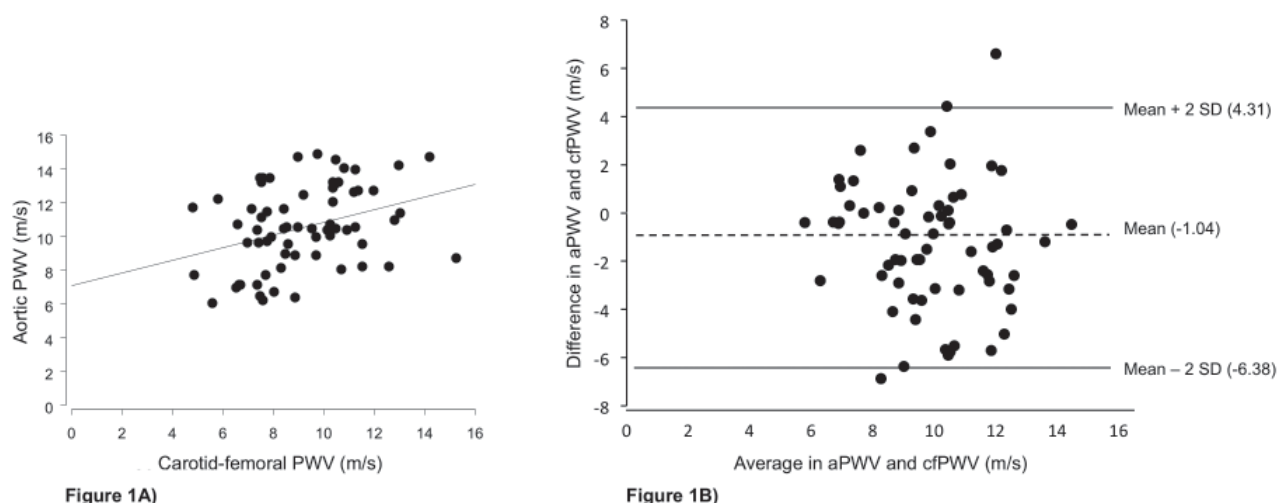 Aortic PWV (m/s)
16
14
12
10
8
6
4
2
0
0 2 4 6 8 10 12 14 16
Carotid-femoral PWV (m/s)
Figure 1A)
Difference in aPWV and cfPWV (m/s)
8
6
4
2
0
-2
-4
-6
-8
Mean + 2 SD (4.31)
Mean (-1.04)
Mean – 2 SD (-6.38)
0 2 4 6 8 10 12 14 16
Average in aPWV and cfPWV (m/s)
Figure 1B)